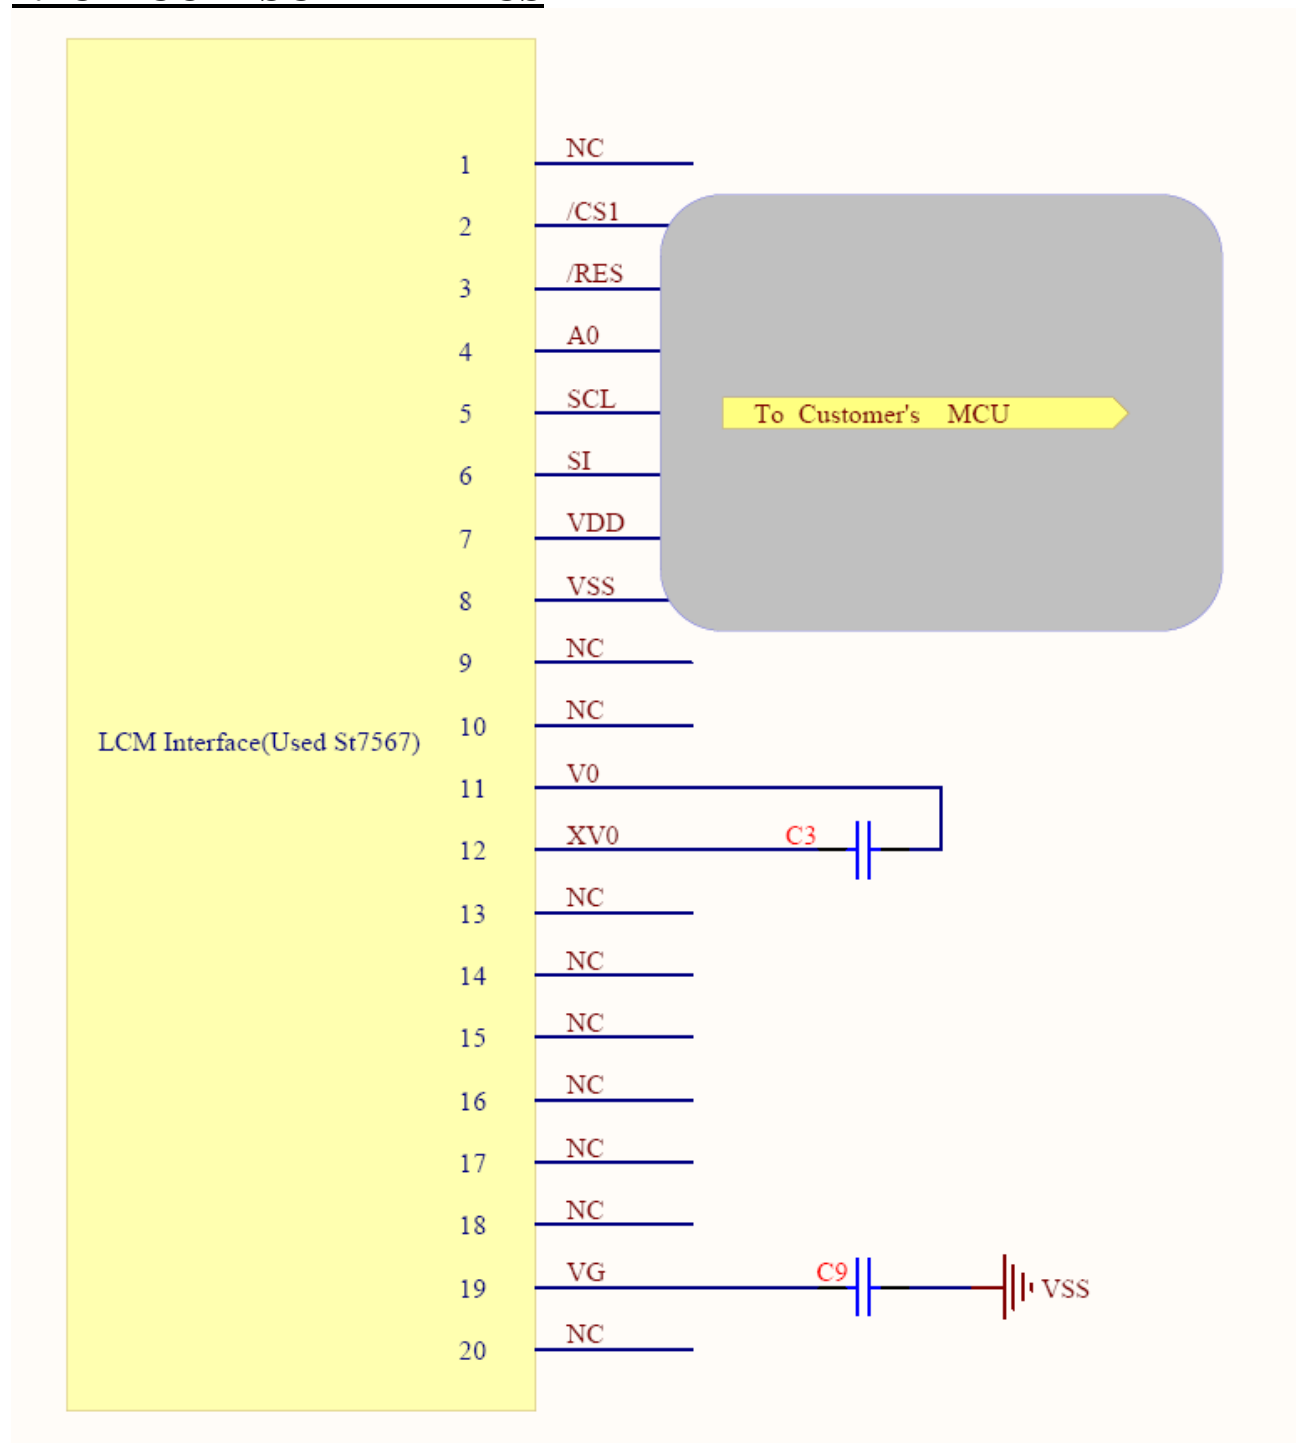 1 NC
2 /CS1
3 /RES
4 A0
5 SCL
To Customer's MCU
6 SI
7 VDD
8 VSS
9 NC
10 NC
LCM Interface(Used St7567)
11 V0
12 XV0 C3
13 NC
14 NC
15 NC
16 NC
17 NC
18 NC
19 VG C9 VSS
20 NC